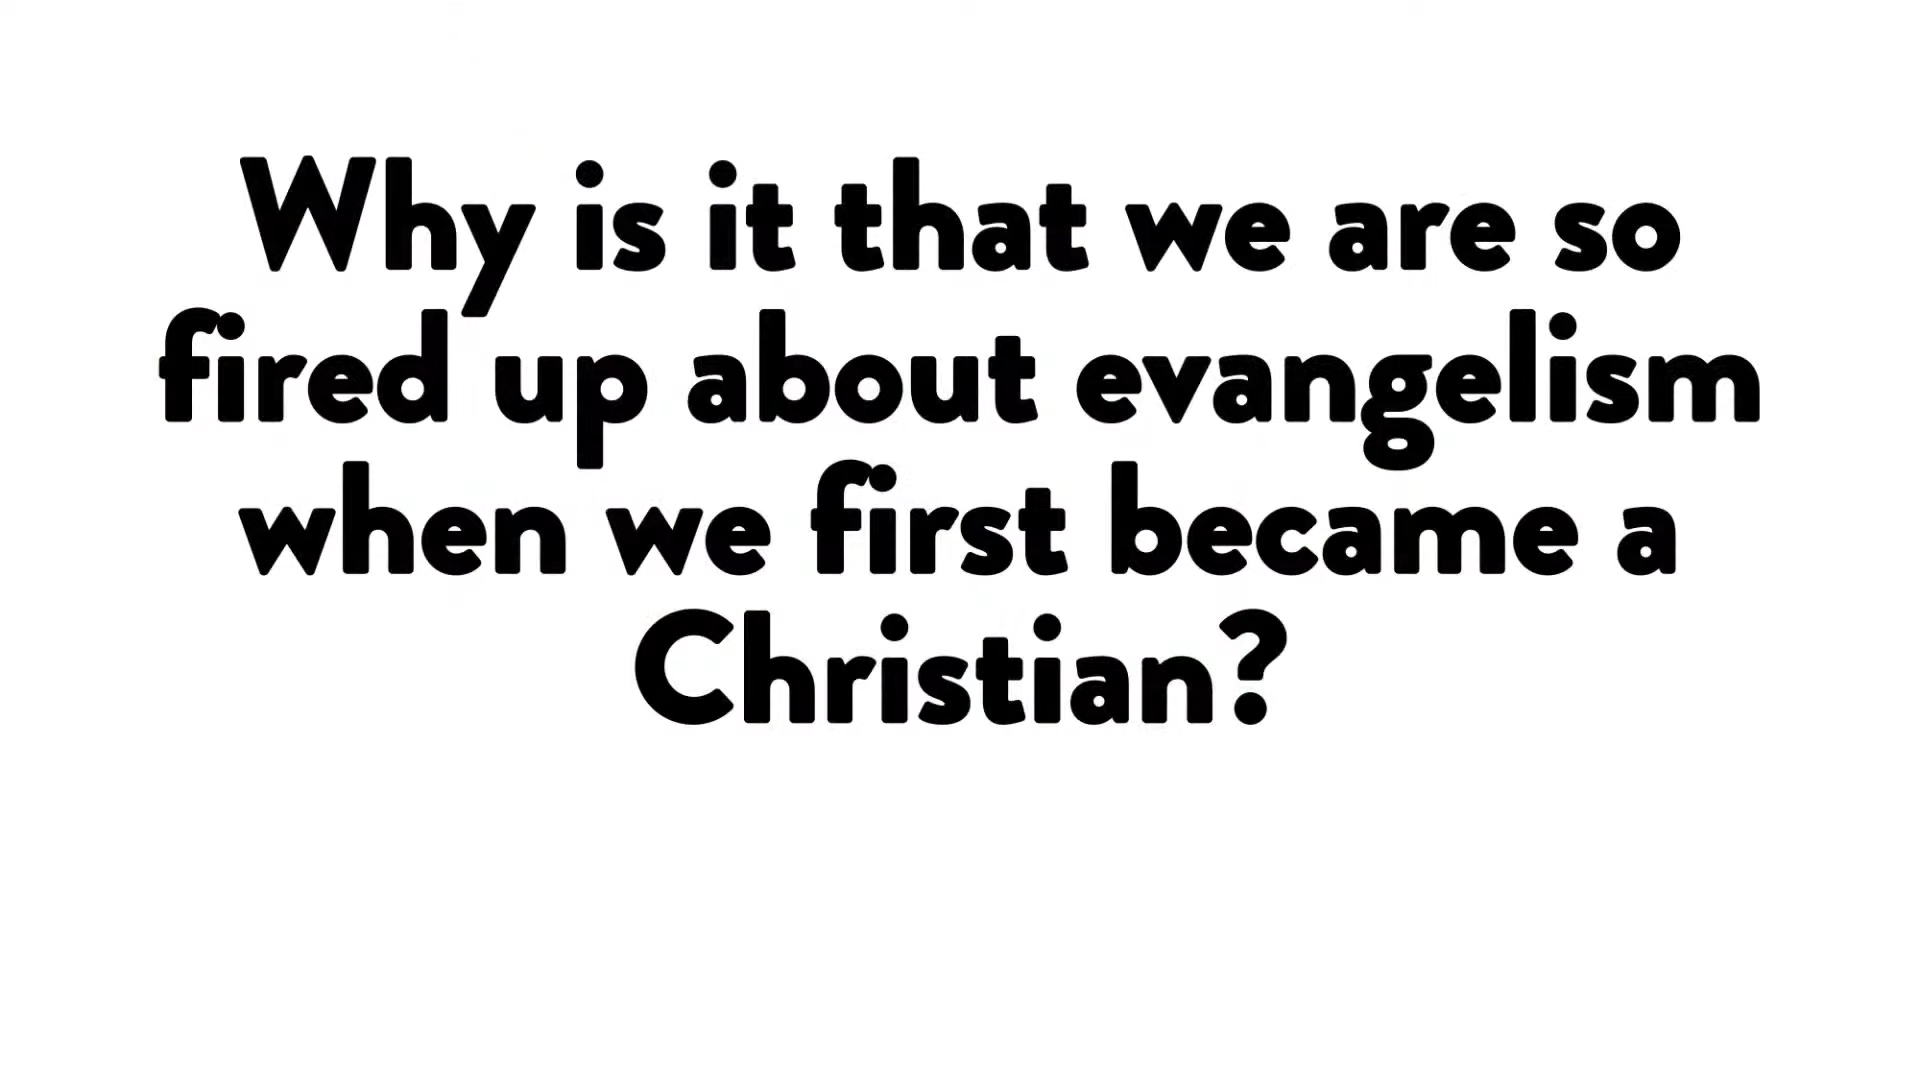 Why is it that we are so
fired up about evangelism
when we first became a
Christian?